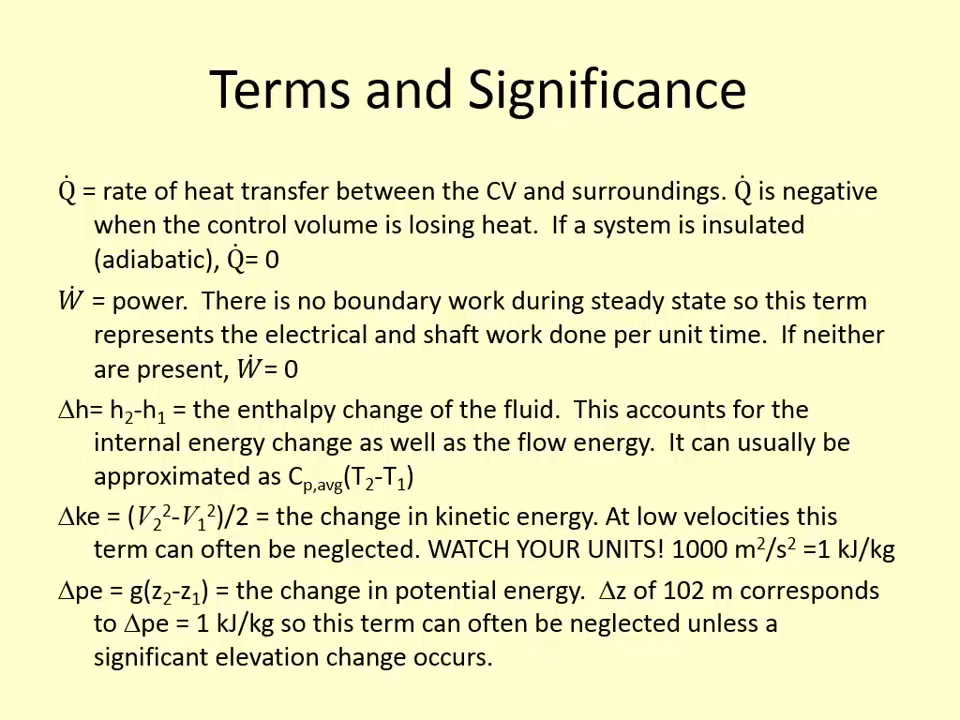 Terms and Significance
Q̇ = rate of heat transfer between the CV and surroundings. Q̇ is negative
when the control volume is losing heat. If a system is insulated
(adiabatic), Q̇= 0
Ẇ = power. There is no boundary work during steady state so this term
represents the electrical and shaft work done per unit time. If neither
are present, Ẇ= 0
Δh= h₂-h₁ = the enthalpy change of the fluid. This accounts for the
internal energy change as well as the flow energy. It can usually be
approximated as Cp,avg(T₂-T₁)
Δke = (V₂²-V₁²)/2 = the change in kinetic energy. At low velocities this
term can often be neglected. WATCH YOUR UNITS! 1000 m²/s² =1 kJ/kg
Δpe = g(z₂-z₁) = the change in potential energy. Δz of 102 m corresponds
to Δpe = 1 kJ/kg so this term can often be neglected unless a
significant elevation change occurs.